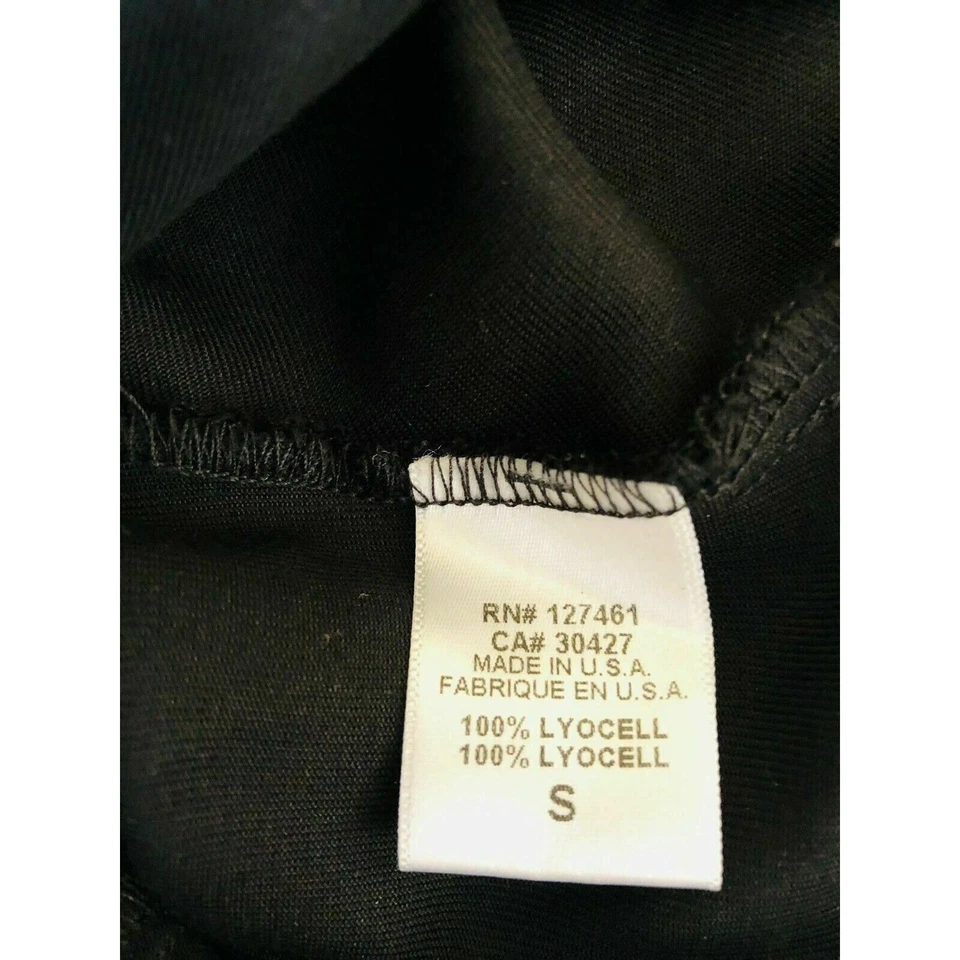 RN# 127461
CA# 30427
MADE IN U.S.A.
FABRIQUE EN U.S.A.
100% LYOCELL
100% LYOCELL
S